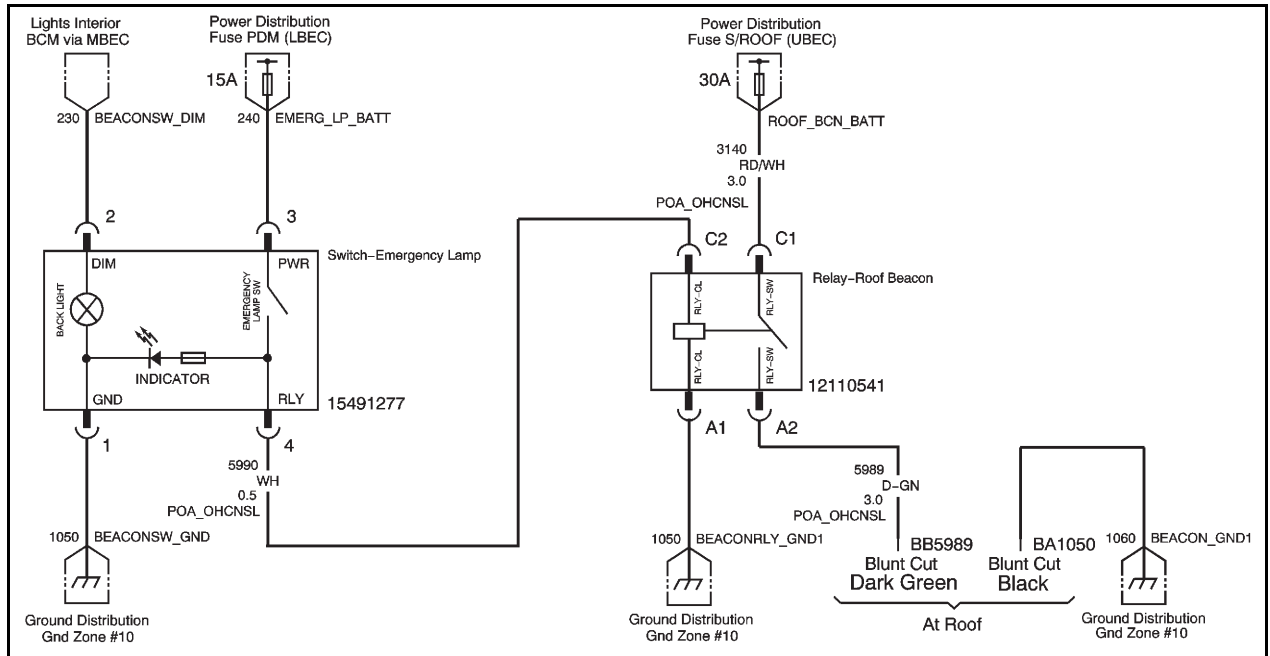 Lights Interior
BCM via MBEC
Power Distribution
Fuse PDM (LBEC)
15A
230
BEACONSW_DIM
240
EMERG_LP_BATT
2
3
Switch-Emergency Lamp
DIM
PWR
BACK LIGHT
EMERGENCY
LAMP SW
INDICATOR
GND
RLY
15491277
1
4
5990
WH
0.5
POA_OHCNSL
1050
BEACONSW_GND
Ground Distribution
Gnd Zone #10
Power Distribution
Fuse S/ROOF (UBEC)
30A
ROOF_BCN_BATT
3140
RD/WH
3.0
POA_OHCNSL
C2
C1
Relay-Roof Beacon
RLY-CL
RLY-SW
RLY-CL
RLY-SW
12110541
A1
A2
5989
D-GN
3.0
POA_OHCNSL
1050
BEACONRLY_GND1
BB5989
Blunt Cut
Dark Green
BA1050
Blunt Cut
Black
At Roof
1060
BEACON_GND1
Ground Distribution
Gnd Zone #10
Ground Distribution
Gnd Zone #10